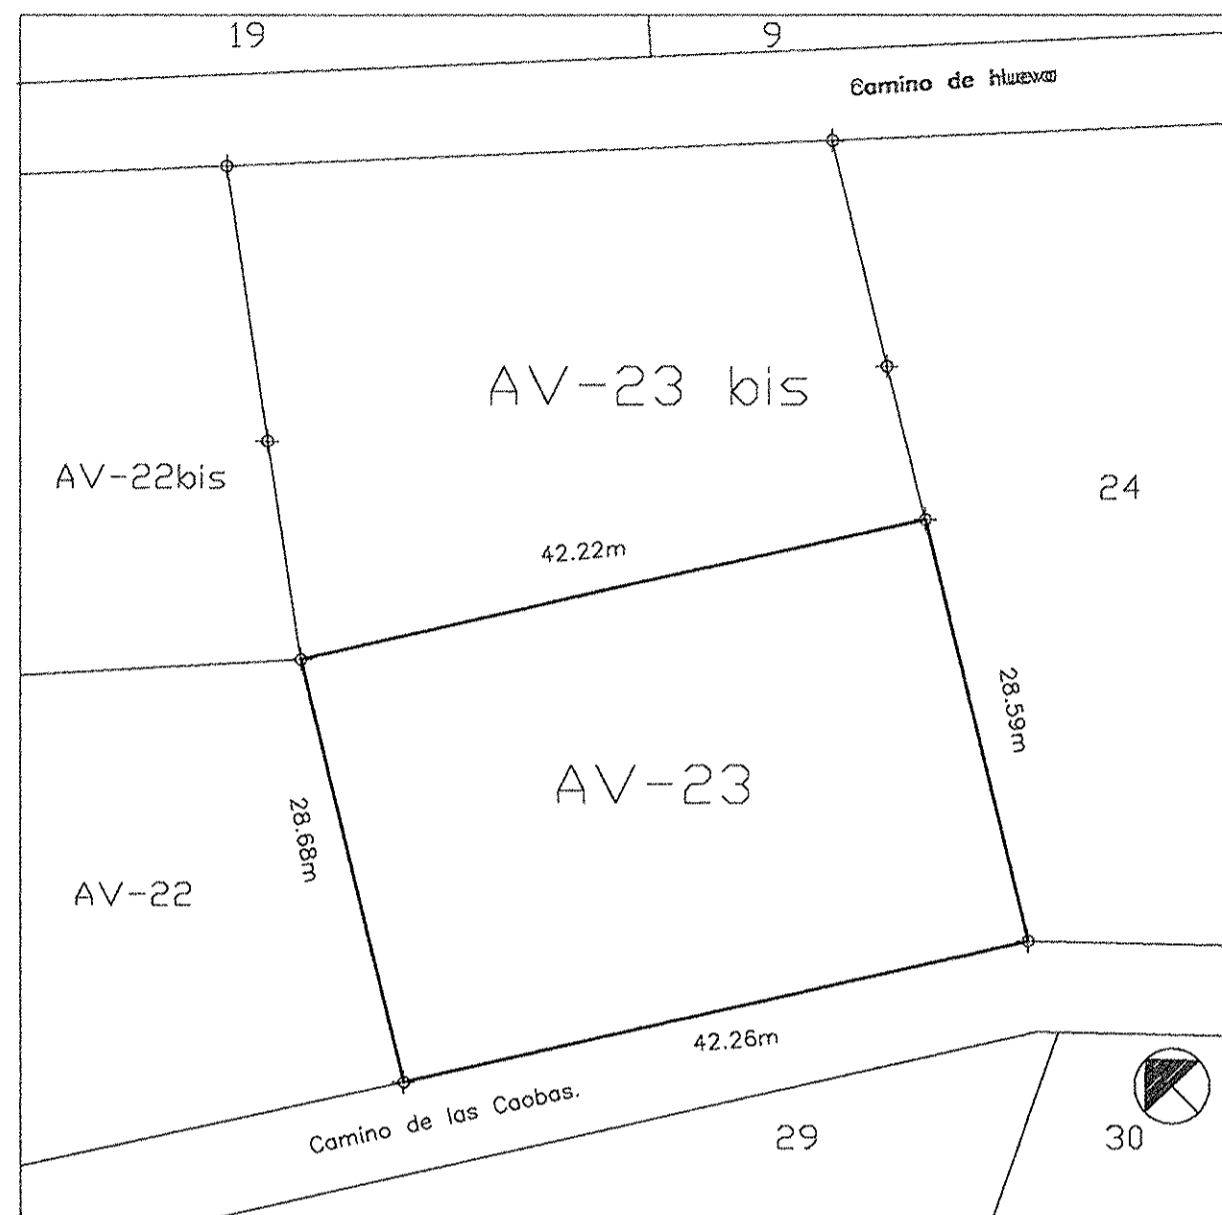 19
9
Camino de
AV-23 bis
AV-22bis
24
42.22m
28.59m
AV-23
28.68m
AV-22
42.26m
Camino de las Caobas.
29
30